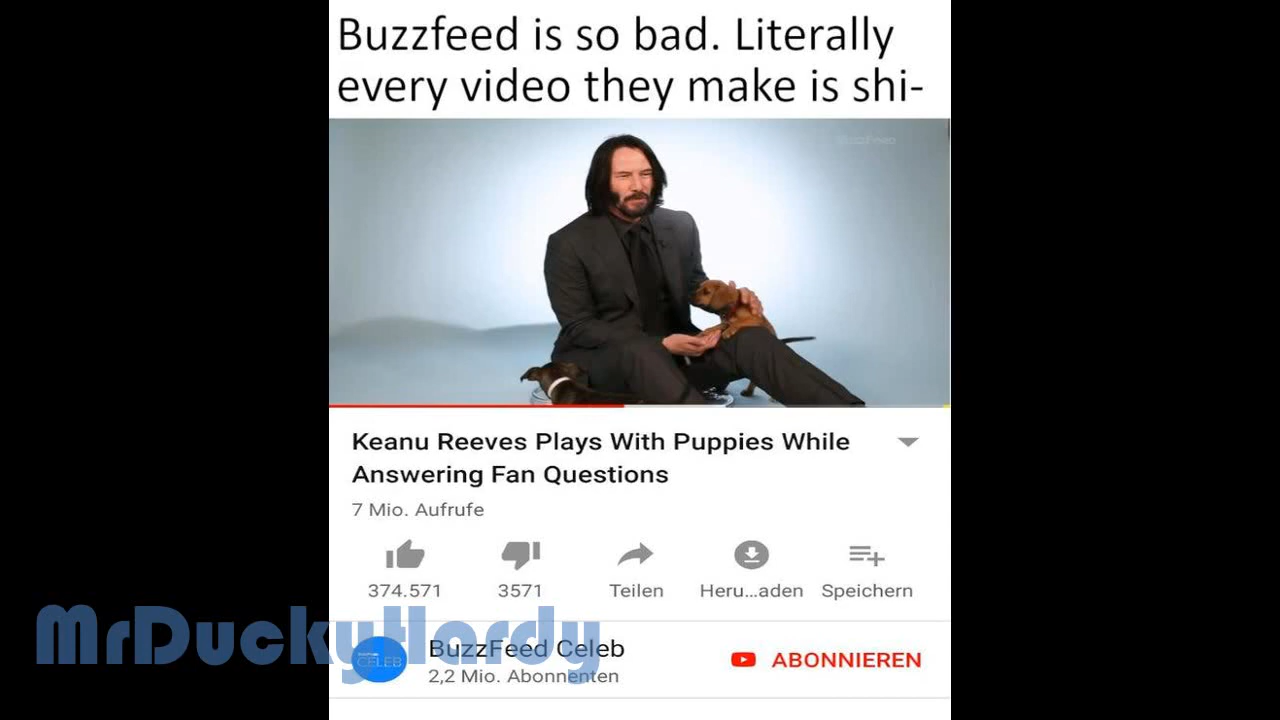 Buzzfeed is so bad. Literally
every video they make is shi-
BuzzFeed
Keanu Reeves Plays With Puppies While
Answering Fan Questions
7 Mio. Aufrufe
374.571
3571
Teilen
Heru...aden
Speichern
MrDuckyHardy
CELEB
BuzzFeed Celeb
2,2 Mio. Abonnenten
ABONNIEREN